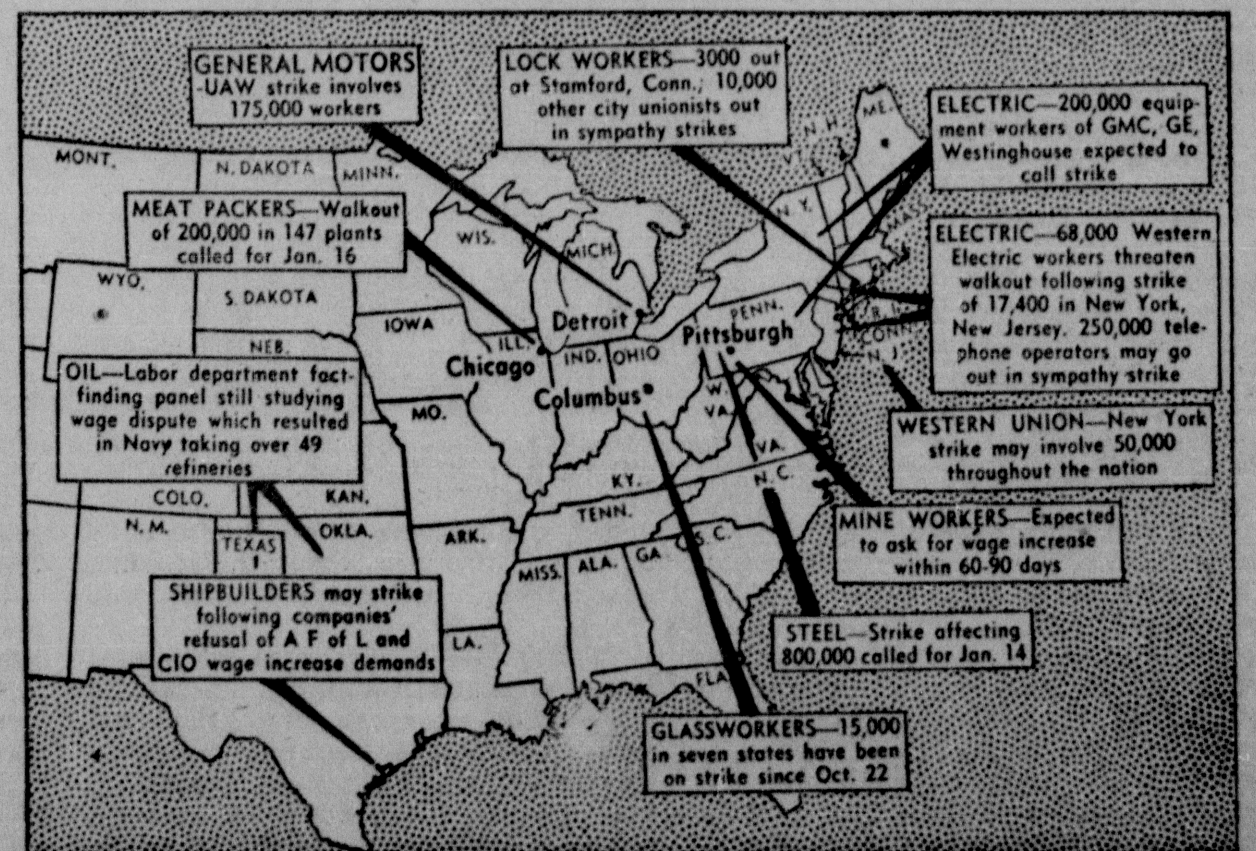 GENERAL MOTORS
-UAW strike involves
175,000 workers
LOCK WORKERS—3000 out
at Stamford, Conn.; 10,000
other city unionists out
in sympathy strikes
ELECTRIC—200,000 equip-
ment workers of GMC, GE,
Westinghouse expected to
call strike
MEAT PACKERS—Walkout
of 200,000 in 147 plants
called for Jan. 16
ELECTRIC—68,000 Western
Electric workers threaten
walkout following strike
of 17,400 in New York,
New Jersey. 250,000 tele-
phone operators may go
out in sympathy strike
OIL—Labor department fact-
finding panel still studying
wage dispute which resulted
in Navy taking over 49
refineries
WESTERN UNION—New York
strike may involve 50,000
throughout the nation
MINE WORKERS—Expected
to ask for wage increase
within 60-90 days
SHIPBUILDERS may strike
following companies'
refusal of A F of L and
CIO wage increase demands
STEEL—Strike affecting
800,000 called for Jan. 14
GLASSWORKERS—15,000
in seven states have been
on strike since Oct. 22
MONT.
N. DAKOTA
MINN.
WIS.
MICH.
N.Y.
VT.
N.H.
ME.
MASS.
WYO.
S. DAKOTA
IOWA
Detroit
PENN.
Pittsburgh
R.I.
CONN.
N.J.
NEB.
ILL.
Chicago
IND.
OHIO
Columbus
W.
VA.
MO.
VA.
COLO.
KAN.
KY.
N.C.
N.M.
TEXAS
OKLA.
ARK.
TENN.
MISS.
ALA.
GA
S.C.
LA.
FLA